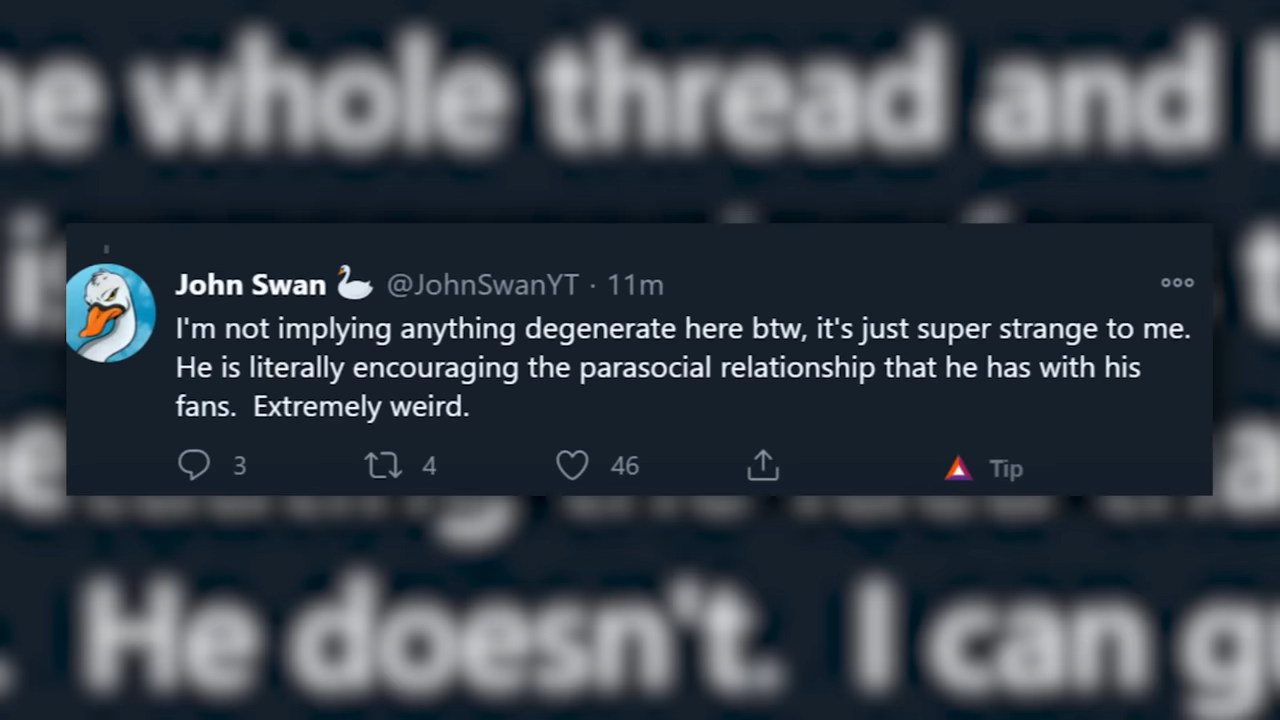 he whole thread and
is
John Swan 🦢 @JohnSwanYT · 11m
I'm not implying anything degenerate here btw, it's just super strange to me.
He is literally encouraging the parasocial relationship that he has with his
fans.  Extremely weird.
3 4 46 Tip
He doesn't.  I can